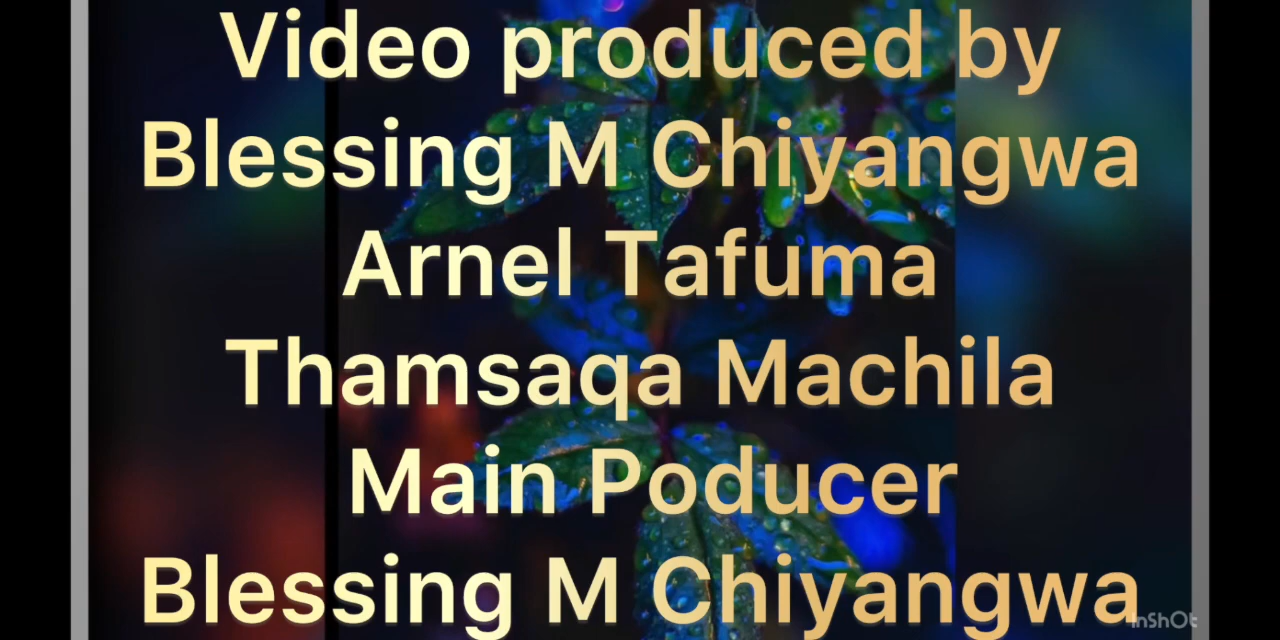 Video produced by
Blessing M Chiyangwa
Arnel Tafuma
Thamsaqa Machila
Main Poducer
Blessing M Chiyangwa
InShOt